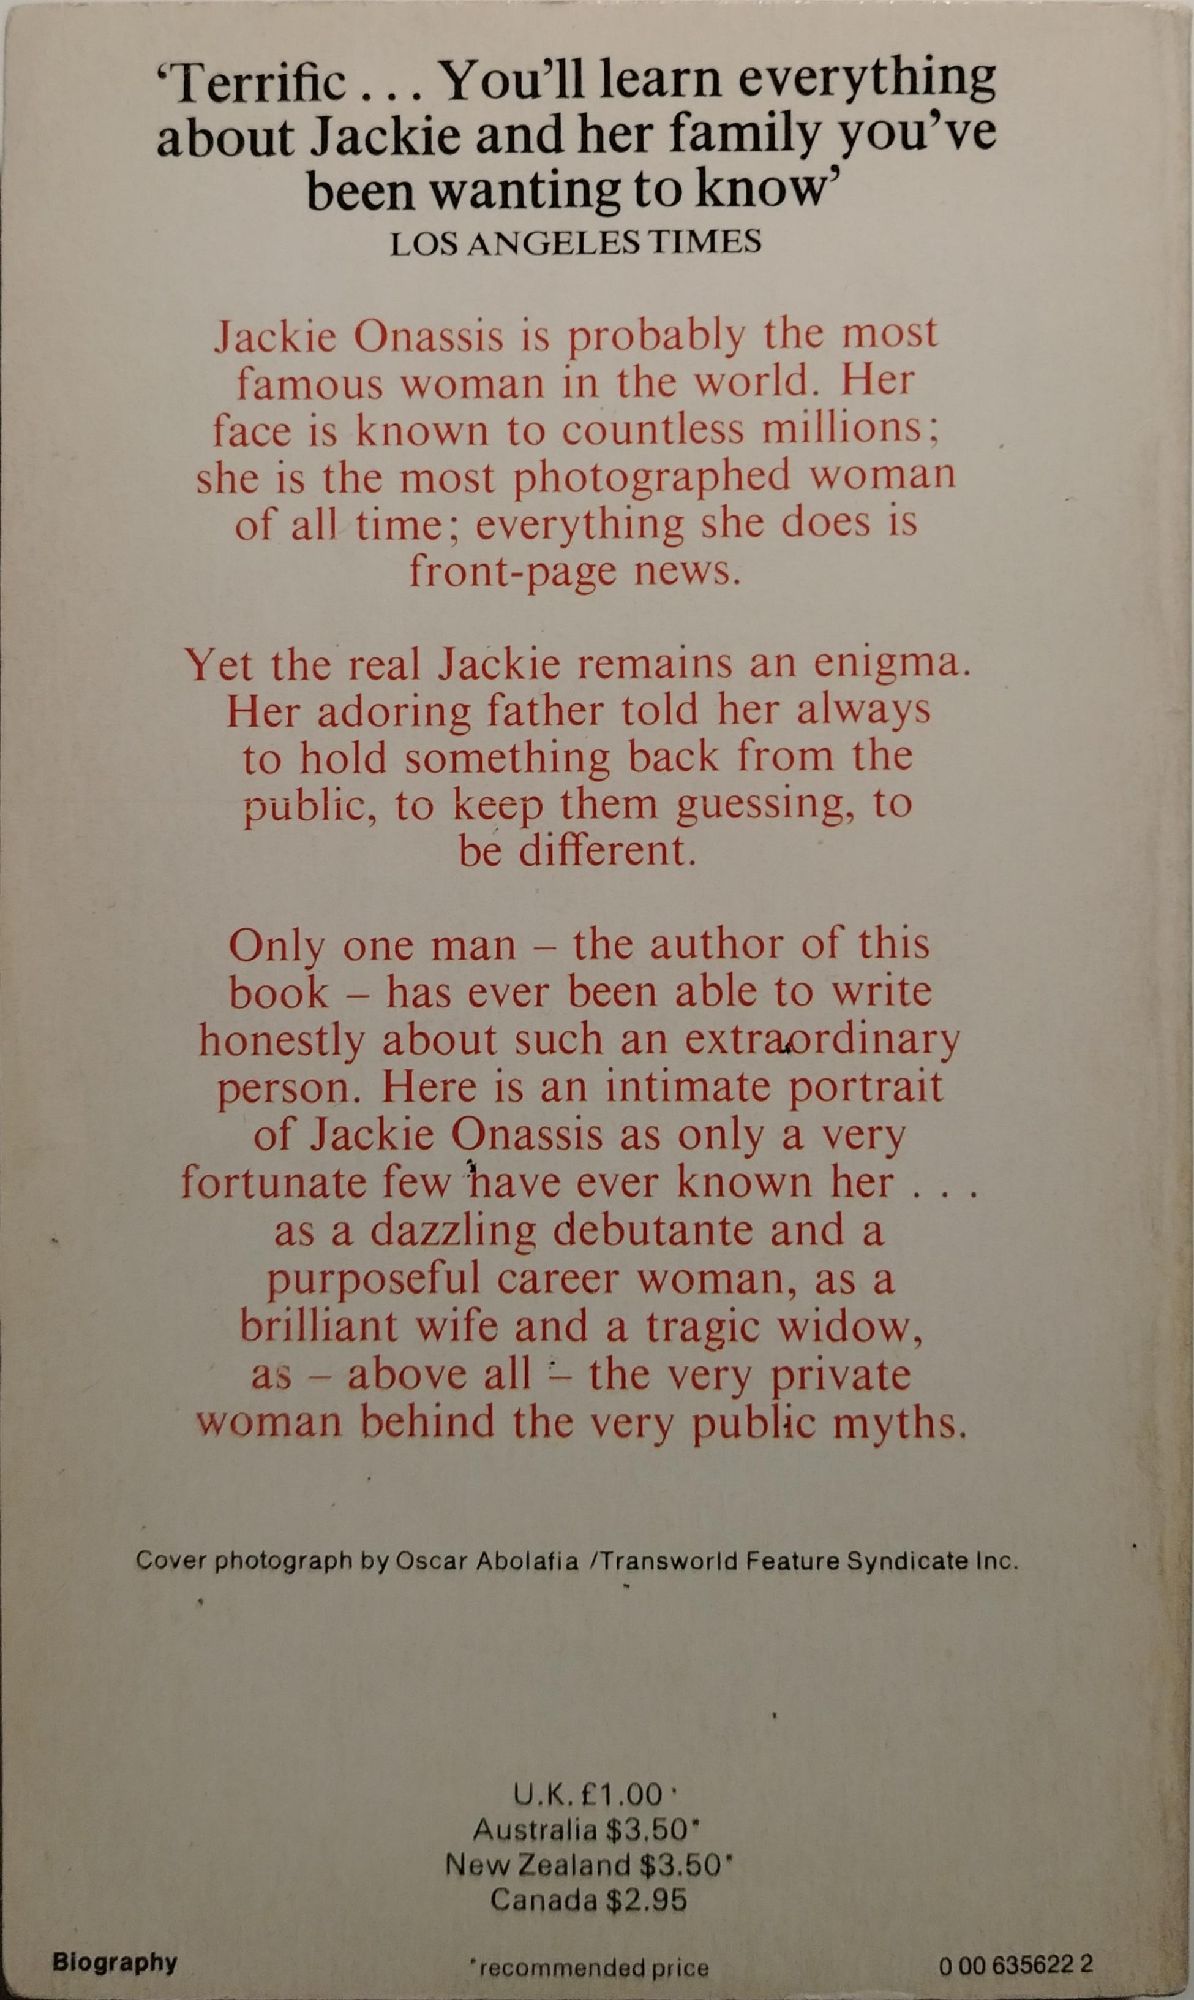 ‘Terrific . . . You’ll learn everything
about Jackie and her family you’ve
been wanting to know’
LOS ANGELES TIMES
Jackie Onassis is probably the most
famous woman in the world. Her
face is known to countless millions;
she is the most photographed woman
of all time; everything she does is
front-page news.
Yet the real Jackie remains an enigma.
Her adoring father told her always
to hold something back from the
public, to keep them guessing, to
be different.
Only one man – the author of this
book – has ever been able to write
honestly about such an extraordinary
person. Here is an intimate portrait
of Jackie Onassis as only a very
fortunate few have ever known her . . .
as a dazzling debutante and a
purposeful career woman, as a
brilliant wife and a tragic widow,
as – above all – the very private
woman behind the very public myths.
Cover photograph by Oscar Abolafia /Transworld Feature Syndicate Inc.
U.K. £1.00
Australia $3.50*
New Zealand $3.50*
Canada $2.95
Biography
*recommended price
0 00 635622 2